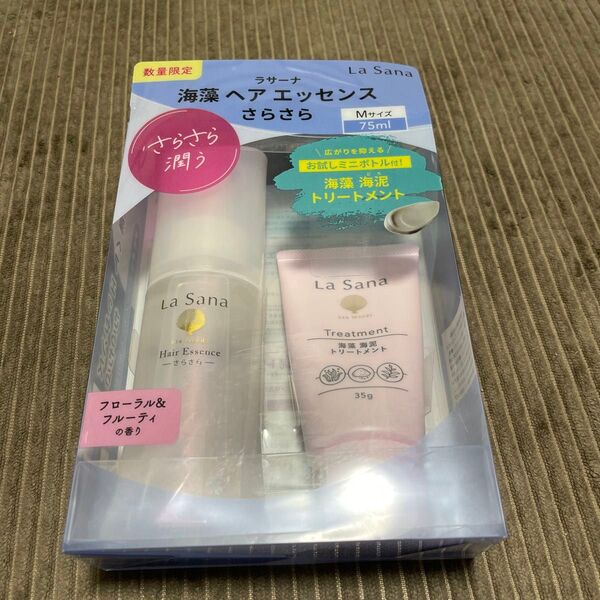 数量限定
La Sana
ラサーナ
海藻 ヘア エッセンス
さらさら
Mサイズ
75ml
さらさら
潤う
広がりを抑える
お試しミニボトル付!
海藻 海泥
トリートメント
La Sana
Hair Essence
さらさら
La Sana
Treatment
海藻 海泥
トリートメント
35g
フローラル&
フルーティ
の香り